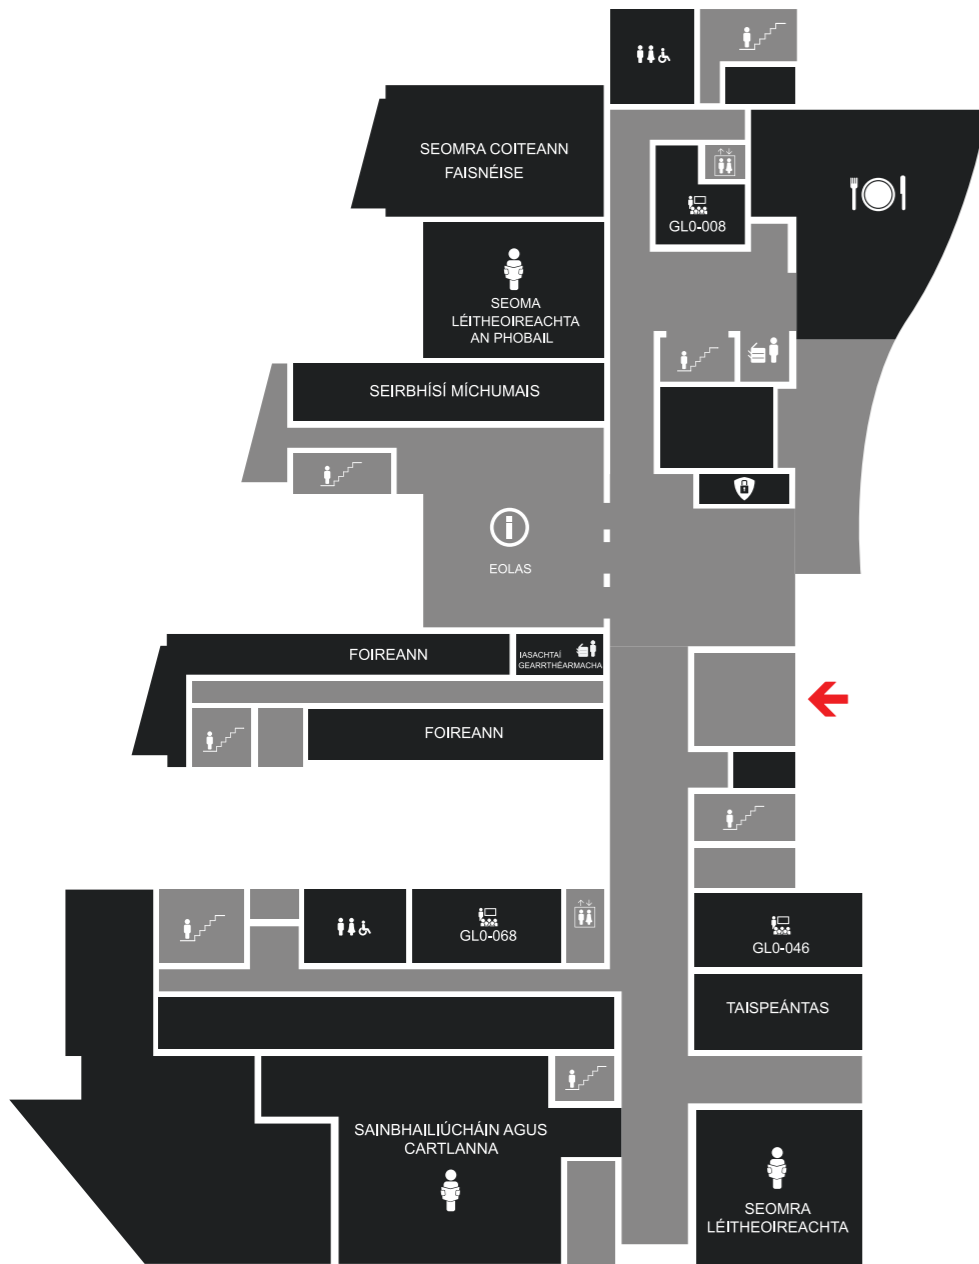 SEOMRA COITEANN
FAISNÉISE
GL0-008
SEOMA
LÉITHEOIREACHTA
AN PHOBAIL
SEIRBHÍSÍ MÍCHUMAIS
EOLAS
FOIREANN
IASACHTAÍ
GEARRTHÉARMACHA
FOIREANN
GL0-068
GL0-046
TAISPEÁNTAS
SAINBHAILIÚCHÁIN AGUS
CARTLANNA
SEOMRA
LÉITHEOIREACHTA